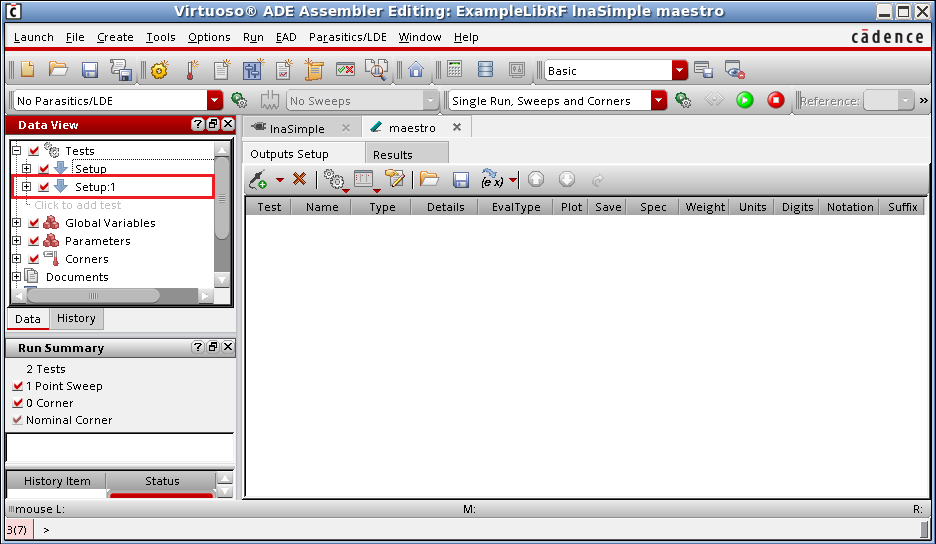 Virtuoso® ADE Assembler Editing: ExampleLibRF lnaSimple maestro
Launch File Create Tools Options Run EAD Parasitics/LDE Window Help
cādence
Basic
No Parasitics/LDE
No Sweeps
Single Run, Sweeps and Corners
Reference:
»
Data View
Tests
Setup
Setup:1
Click to add test
Global Variables
Parameters
Corners
Documents
Data History
Run Summary
2 Tests
1 Point Sweep
0 Corner
Nominal Corner
History Item Status
lnaSimple
maestro
Outputs Setup Results
(e x)
Test Name Type Details EvalType Plot Save Spec Weight Units Digits Notation Suffix
mouse L: M: R:
3(7) >